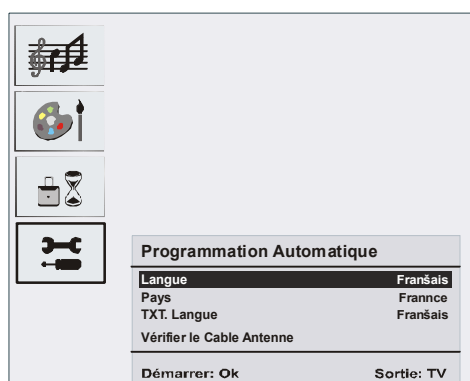 Programmation Automatique
Langue Franšais
Pays Frannce
TXT. Langue Franšais
Vérifier le Cable Antenne
Démarrer: Ok Sortie: TV